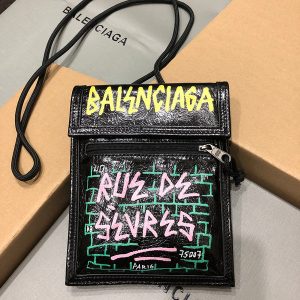 BALENCIAGA
BALENCIAGA
RUE DE
SEVRES
PARIS
75007